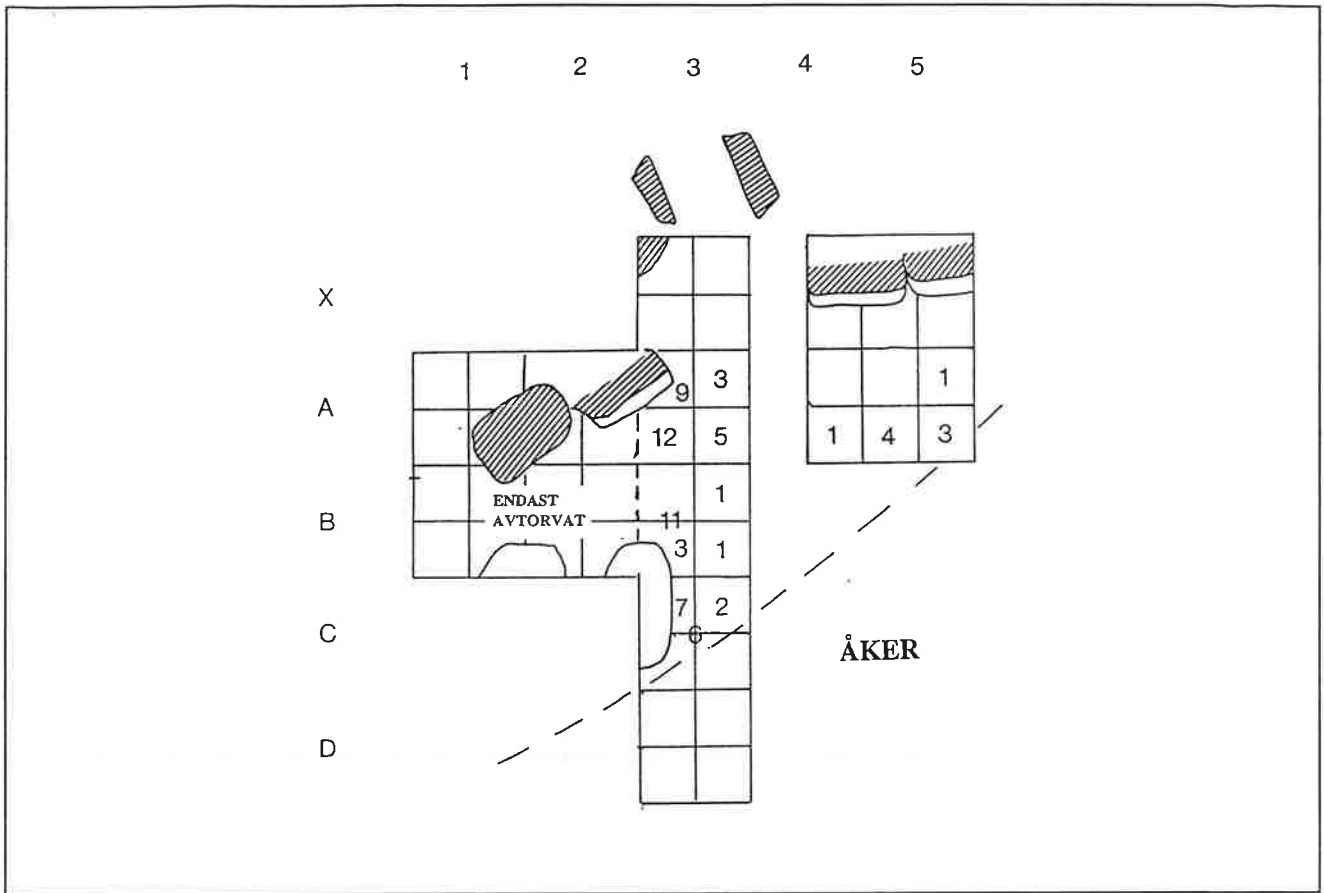 1 2 3 4 5
X
9 3 1
A
12 5 1 4 3
1
ENDAST
B AVTORVAT 11
3 1
7 2
C 6
ÅKER
D